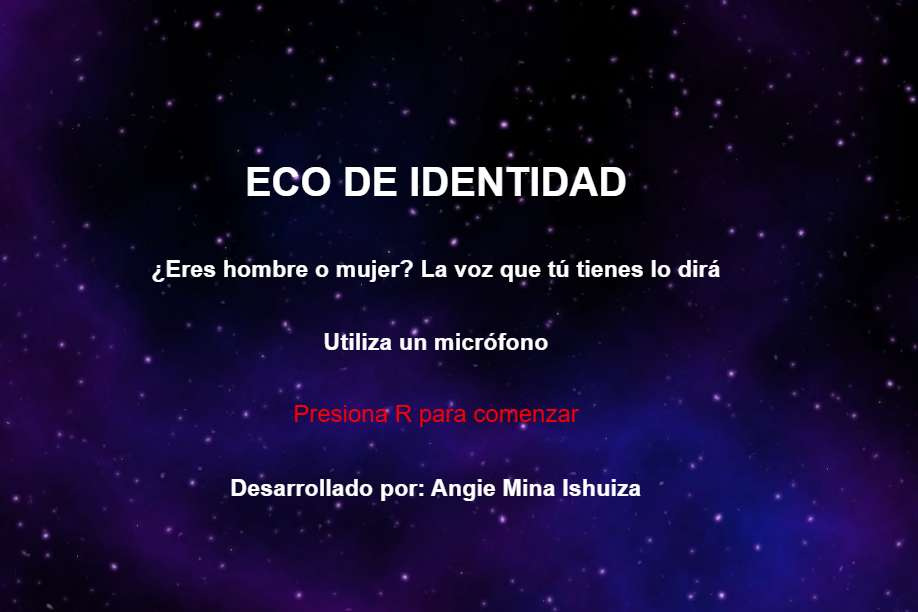 ECO DE IDENTIDAD
¿Eres hombre o mujer? La voz que tú tienes lo dirá
Utiliza un micrófono
Presiona R para comenzar
Desarrollado por: Angie Mina Ishuiza